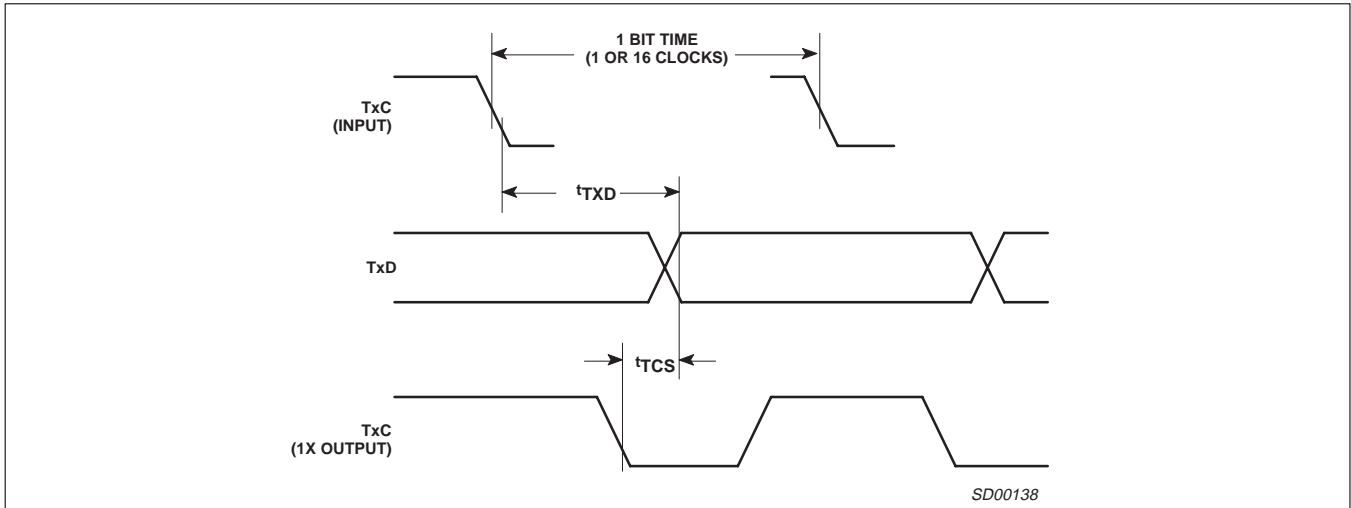 1 BIT TIME
(1 OR 16 CLOCKS)
TxC
(INPUT)
tTXD
TxD
tTCS
TxC
(1X OUTPUT)
SD00138